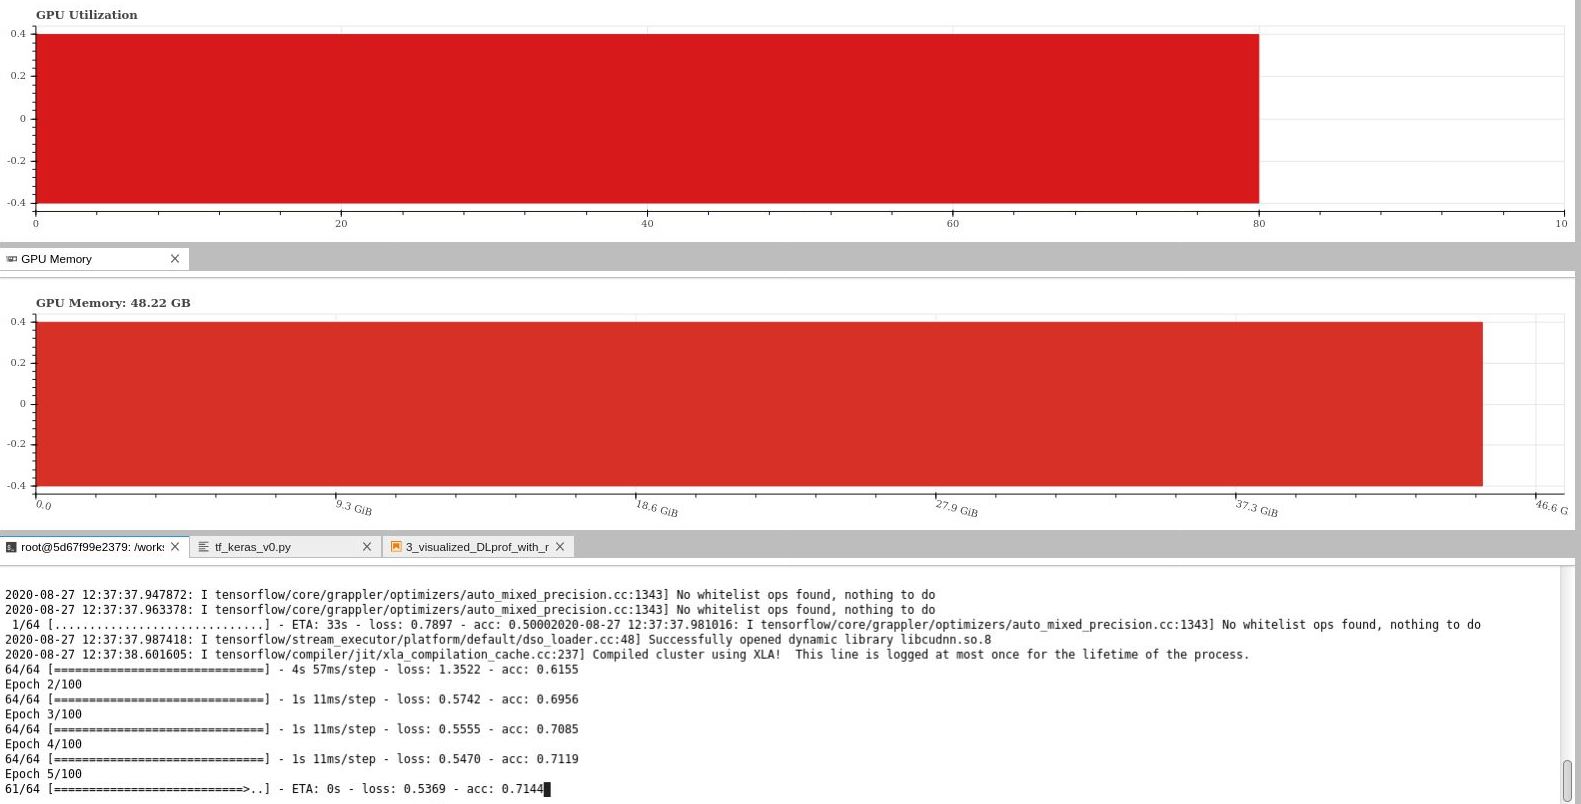 GPU Utilization
0.4
0.2
0
-0.2
-0.4
0 20 40 60 80 10
GPU Memory
GPU Memory: 48.22 GB
0.4
0.2
0
-0.2
-0.4
0.0 9.3 GiB 18.6 GiB 27.9 GiB 37.3 GiB 46.6 G
root@5d67f99e2379: /works tf_keras_v0.py 3_visualized_DLprof_with_r
2020-08-27 12:37:37.947872: I tensorflow/core/grappler/optimizers/auto_mixed_precision.cc:1343] No whitelist ops found, nothing to do
2020-08-27 12:37:37.963378: I tensorflow/core/grappler/optimizers/auto_mixed_precision.cc:1343] No whitelist ops found, nothing to do
1/64 [..............................] - ETA: 33s - loss: 0.7897 - acc: 0.50002020-08-27 12:37:37.981016: I tensorflow/core/grappler/optimizers/auto_mixed_precision.cc:1343] No whitelist ops found, nothing to do
2020-08-27 12:37:37.987418: I tensorflow/stream_executor/platform/default/dso_loader.cc:48] Successfully opened dynamic library libcudnn.so.8
2020-08-27 12:37:38.601605: I tensorflow/compiler/jit/xla_compilation_cache.cc:237] Compiled cluster using XLA!  This line is logged at most once for the lifetime of the process.
64/64 [==============================] - 4s 57ms/step - loss: 1.3522 - acc: 0.6155
Epoch 2/100
64/64 [==============================] - 1s 11ms/step - loss: 0.5742 - acc: 0.6956
Epoch 3/100
64/64 [==============================] - 1s 11ms/step - loss: 0.5555 - acc: 0.7085
Epoch 4/100
64/64 [==============================] - 1s 11ms/step - loss: 0.5470 - acc: 0.7119
Epoch 5/100
61/64 [===========================>..] - ETA: 0s - loss: 0.5369 - acc: 0.7144